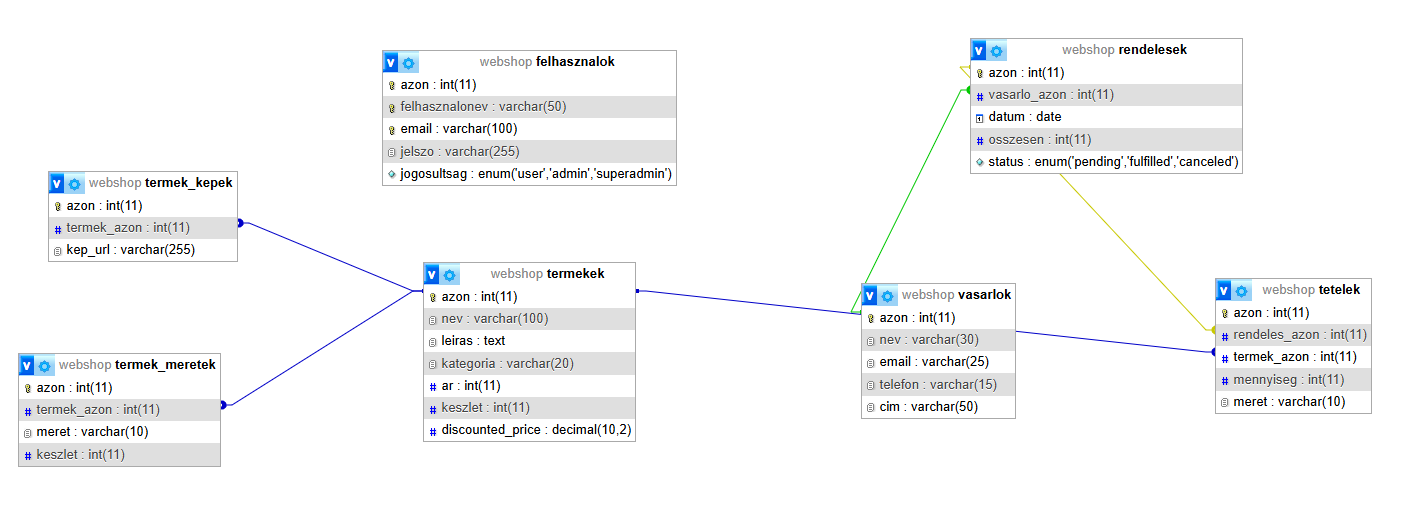 webshop felhasznalok
azon : int(11)
felhasznalonev : varchar(50)
email : varchar(100)
jelszo : varchar(255)
jogosultsag : enum('user','admin','superadmin')
webshop rendelesek
azon : int(11)
vasarlo_azon : int(11)
datum : date
osszesen : int(11)
status : enum('pending','fulfilled','canceled')
webshop termek_kepek
azon : int(11)
termek_azon : int(11)
kep_url : varchar(255)
webshop termekek
azon : int(11)
nev : varchar(100)
leiras : text
kategoria : varchar(20)
ar : int(11)
keszlet : int(11)
discounted_price : decimal(10,2)
webshop vasarlok
azon : int(11)
nev : varchar(30)
email : varchar(25)
telefon : varchar(15)
cim : varchar(50)
webshop tetelek
azon : int(11)
rendeles_azon : int(11)
termek_azon : int(11)
mennyiseg : int(11)
meret : varchar(10)
webshop termek_meretek
azon : int(11)
termek_azon : int(11)
meret : varchar(10)
keszlet : int(11)